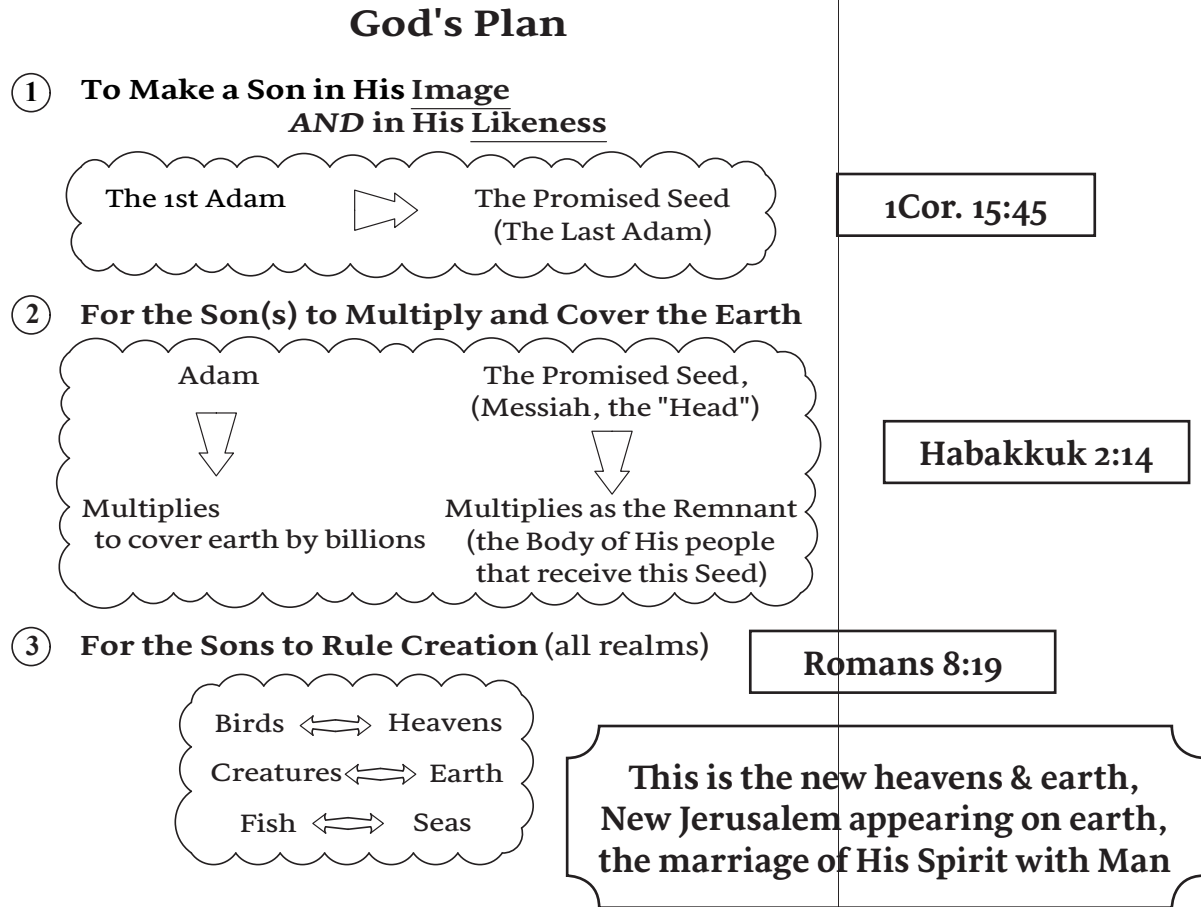 God's Plan
1 To Make a Son in His Image
AND in His Likeness
The 1st Adam
The Promised Seed
(The Last Adam)
1Cor. 15:45
2 For the Son(s) to Multiply and Cover the Earth
Adam
Multiplies
to cover earth by billions
The Promised Seed,
(Messiah, the "Head")
Multiplies as the Remnant
(the Body of His people
that receive this Seed)
Habakkuk 2:14
3 For the Sons to Rule Creation (all realms)
Romans 8:19
Birds Heavens
Creatures Earth
Fish Seas
This is the new heavens & earth,
New Jerusalem appearing on earth,
the marriage of His Spirit with Man